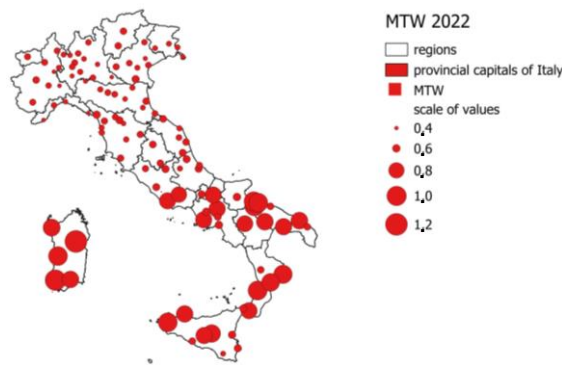 MTW 2022
regions
provincial capitals of Italy
MTW
scale of values
0,4
0,6
0,8
1,0
1,2